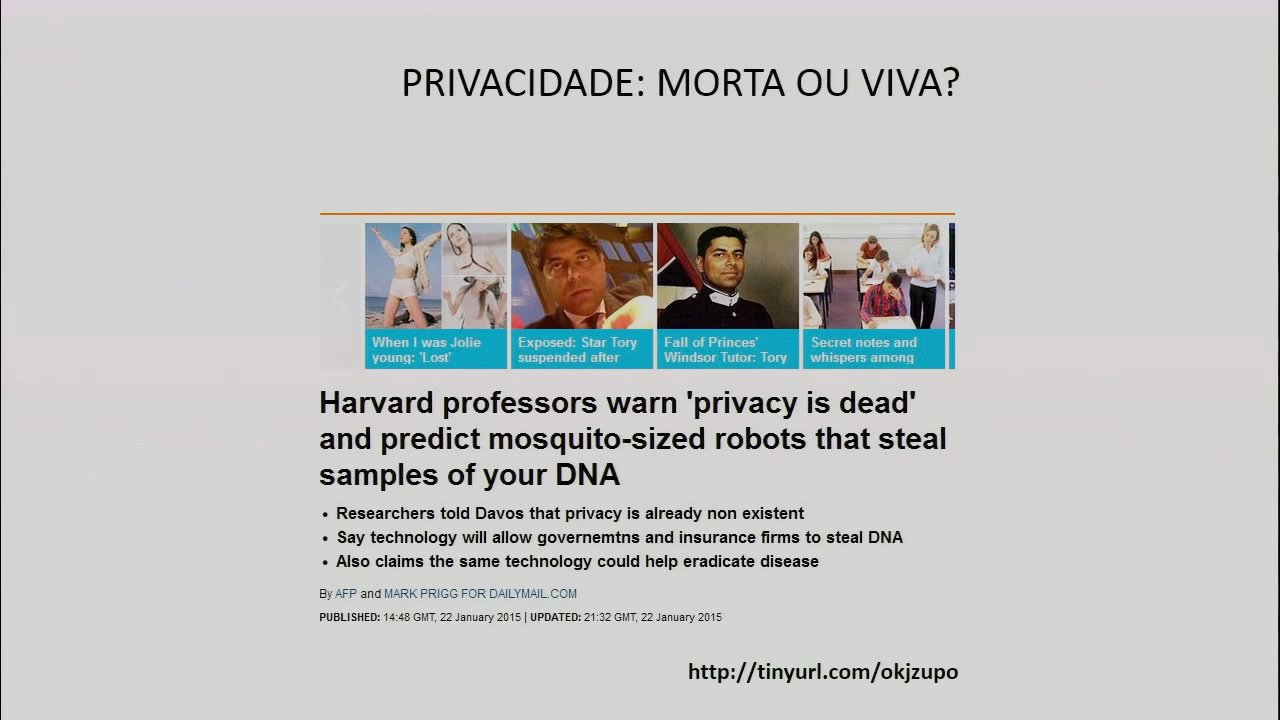 PRIVACIDADE: MORTA OU VIVA?
When I was Jolie
young: 'Lost'
Exposed: Star Tory
suspended after
Fall of Princes'
Windsor Tutor: Tory
Secret notes and
whispers among
Harvard professors warn 'privacy is dead'
and predict mosquito-sized robots that steal
samples of your DNA
• Researchers told Davos that privacy is already non existent
• Say technology will allow governemtns and insurance firms to steal DNA
• Also claims the same technology could help eradicate disease
By AFP and MARK PRIGG FOR DAILYMAIL.COM
PUBLISHED: 14:48 GMT, 22 January 2015 | UPDATED: 21:32 GMT, 22 January 2015
http://tinyurl.com/okjzupo